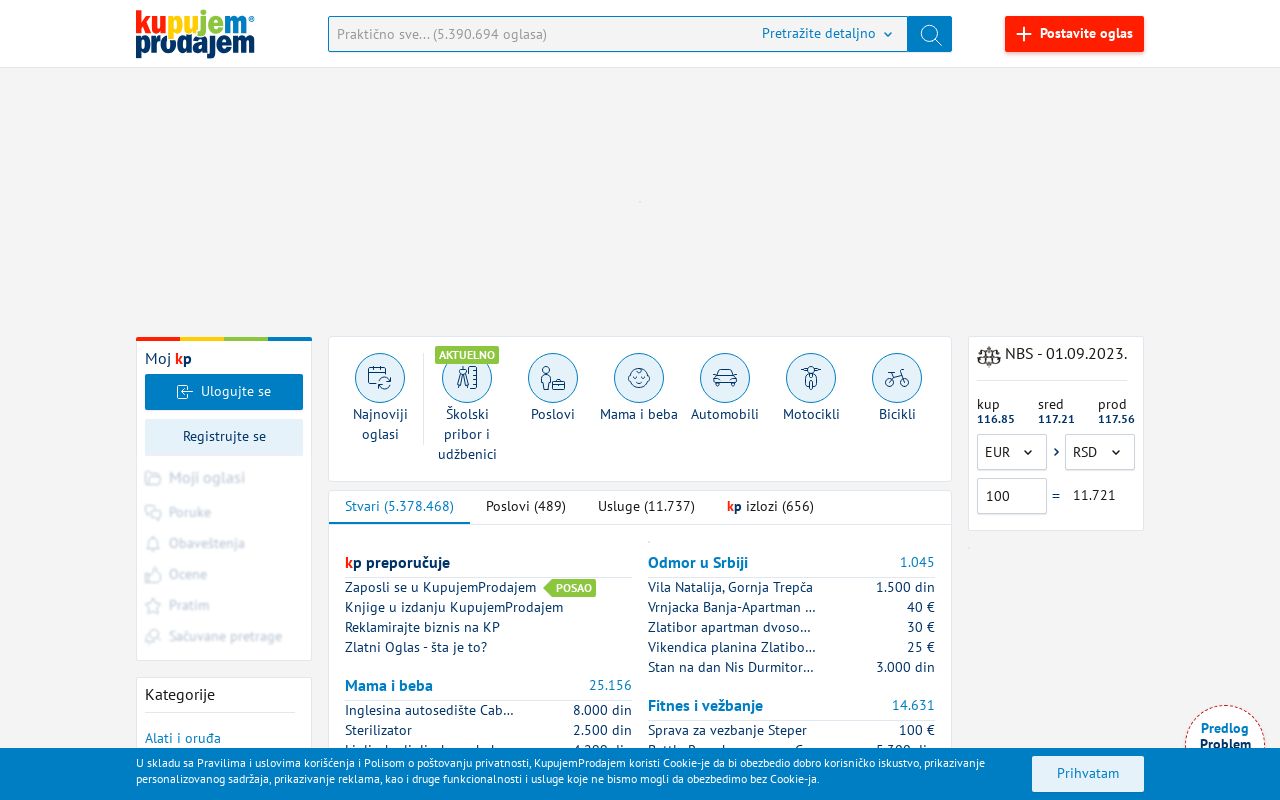 kupujem®
prodajem
Praktično sve... (5.390.694 oglasa)
Pretražite detaljno
Postavite oglas
Moj kp
Ulogujte se
Registrujte se
Moji oglasi
Poruke
Obaveštenja
Ocene
Pratim
Sačuvane pretrage
Kategorije
Alati i oruđa
AKTUELNO
Najnoviji
oglasi
Školski
pribor i
udžbenici
Poslovi
Mama i beba
Automobili
Motocikli
Bicikli
Stvari (5.378.468)
Poslovi (489)
Usluge (11.737)
kp izlozi (656)
kp preporučuje
Zaposli se u KupujemProdajem POSAO
Knjige u izdanju KupujemProdajem
Reklamirajte biznis na KP
Zlatni Oglas - šta je to?
Mama i beba 25.156
Inglesina autosedište Cab... 8.000 din
Sterilizator 2.500 din
Odmor u Srbiji 1.045
Vila Natalija, Gornja Trepča 1.500 din
Vrnjacka Banja-Apartman ... 40 €
Zlatibor apartman dvoso... 30 €
Vikendica planina Zlatibo... 25 €
Stan na dan Nis Durmitor... 3.000 din
Fitnes i vežbanje 14.631
Sprava za vezbanje Steper 100 €
NBS - 01.09.2023.
kup sred prod
116.85 117.21 117.56
EUR > RSD
100 = 11.721
Predlog
Problem
U skladu sa Pravilima i uslovima korišćenja i Polisom o poštovanju privatnosti, KupujemProdajem koristi Cookie-je da bi obezbedio dobro korisničko iskustvo, prikazivanje
personalizovanog sadržaja, prikazivanje reklama, kao i druge funkcionalnosti i usluge koje ne bismo mogli da obezbedimo bez Cookie-ja.
Prihvatam